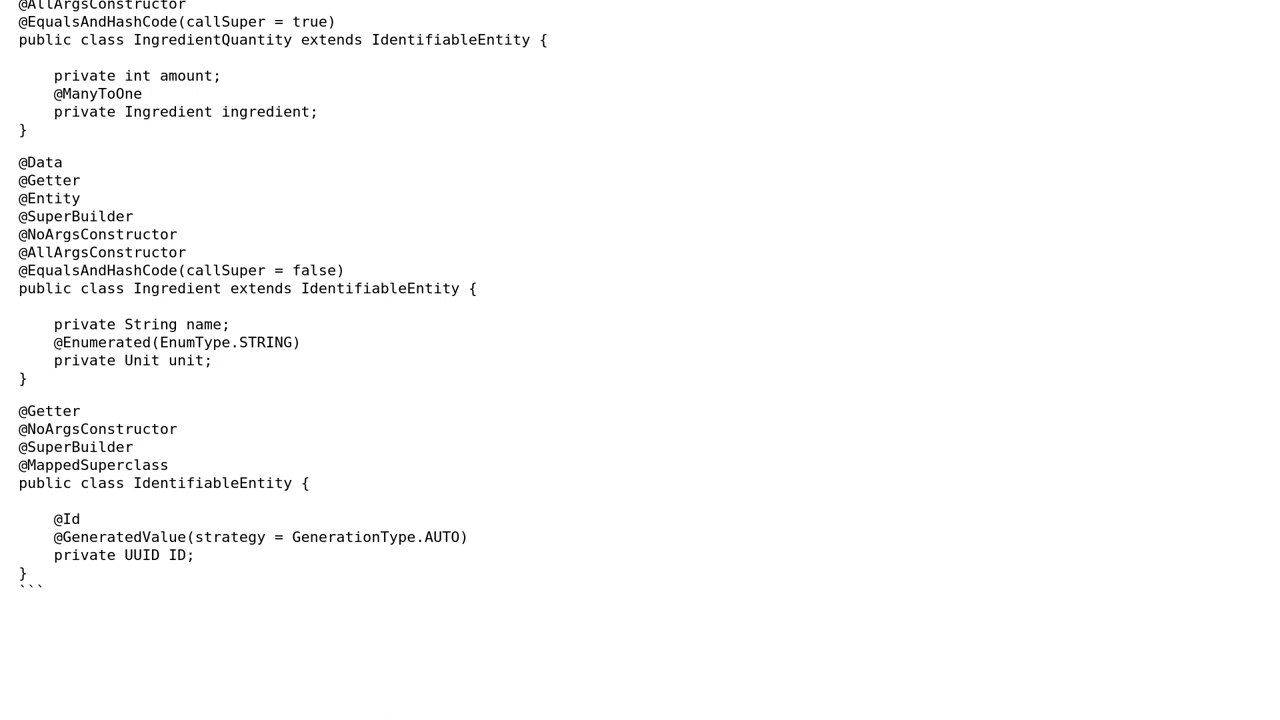 @AllArgsConstructor
@EqualsAndHashCode(callSuper = true)
public class IngredientQuantity extends IdentifiableEntity {
    private int amount;
    @ManyToOne
    private Ingredient ingredient;
}
@Data
@Getter
@Entity
@SuperBuilder
@NoArgsConstructor
@AllArgsConstructor
@EqualsAndHashCode(callSuper = false)
public class Ingredient extends IdentifiableEntity {
    private String name;
    @Enumerated(EnumType.STRING)
    private Unit unit;
}
@Getter
@NoArgsConstructor
@SuperBuilder
@MappedSuperclass
public class IdentifiableEntity {
    @Id
    @GeneratedValue(strategy = GenerationType.AUTO)
    private UUID ID;
}
```